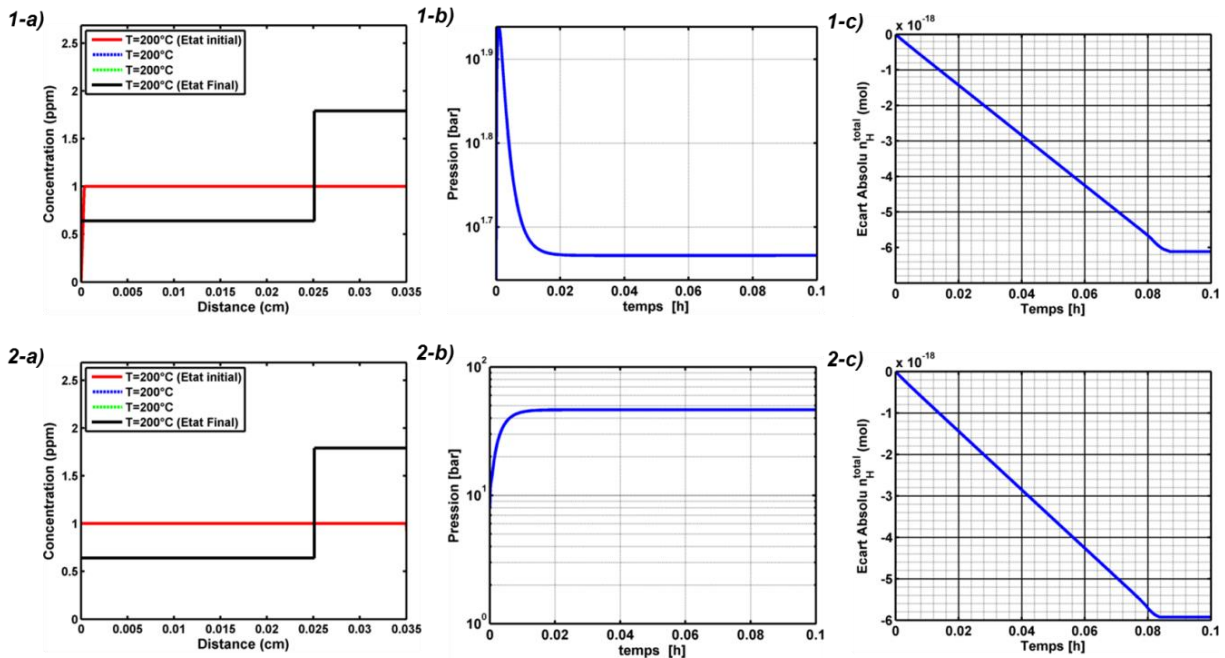 1-a)
T=200°C (Etat initial)
T=200°C
T=200°C
T=200°C (Etat Final)
Concentration (ppm)
2.5
2
1.5
1
0.5
0
0 0.005 0.01 0.015 0.02 0.025 0.03 0.035
Distance (cm)
1-b)
Pression [bar]
10^1.9
10^1.8
10^1.7
0 0.02 0.04 0.06 0.08 0.1
temps [h]
1-c)
x 10^-18
Ecart Absolu n_H^total (mol)
0
-1
-2
-3
-4
-5
-6
0 0.02 0.04 0.06 0.08 0.1
Temps [h]
2-a)
T=200°C (Etat initial)
T=200°C
T=200°C
T=200°C (Etat Final)
Concentration (ppm)
2.5
2
1.5
1
0.5
0
0 0.005 0.01 0.015 0.02 0.025 0.03 0.035
Distance (cm)
2-b)
Pression [bar]
10^2
10^1
10^0
0 0.02 0.04 0.06 0.08 0.1
temps [h]
2-c)
x 10^-18
Ecart Absolu n_H^total (mol)
0
-1
-2
-3
-4
-5
-6
0 0.02 0.04 0.06 0.08 0.1
Temps [h]